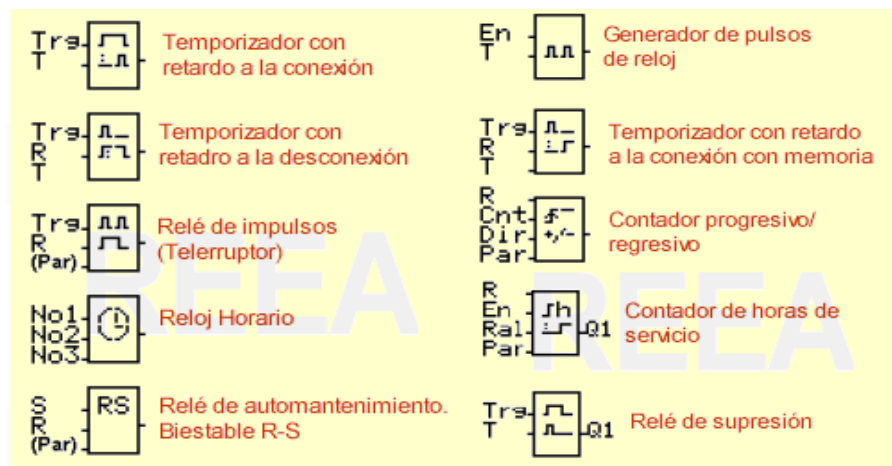 Trg
T
Temporizador con
retardo a la conexión
Trg
R
T
Temporizador con
retadro a la desconexión
Trg
R
(Par)
Relé de impulsos
(Telerruptor)
No1
No2
No3
Reloj Horario
S
R
(Par)
RS
Relé de automantenimiento.
Biestable R-S
En
T
Generador de pulsos
de reloj
Trg
R
T
Temporizador con retardo
a la conexión con memoria
R
Cnt
Dir
Par
+/-
Contador progresivo/
regresivo
R
En
Ral
Par
h
Q1
Contador de horas de
servicio
Trg
T
Q1
Relé de supresión
REEA
REEA